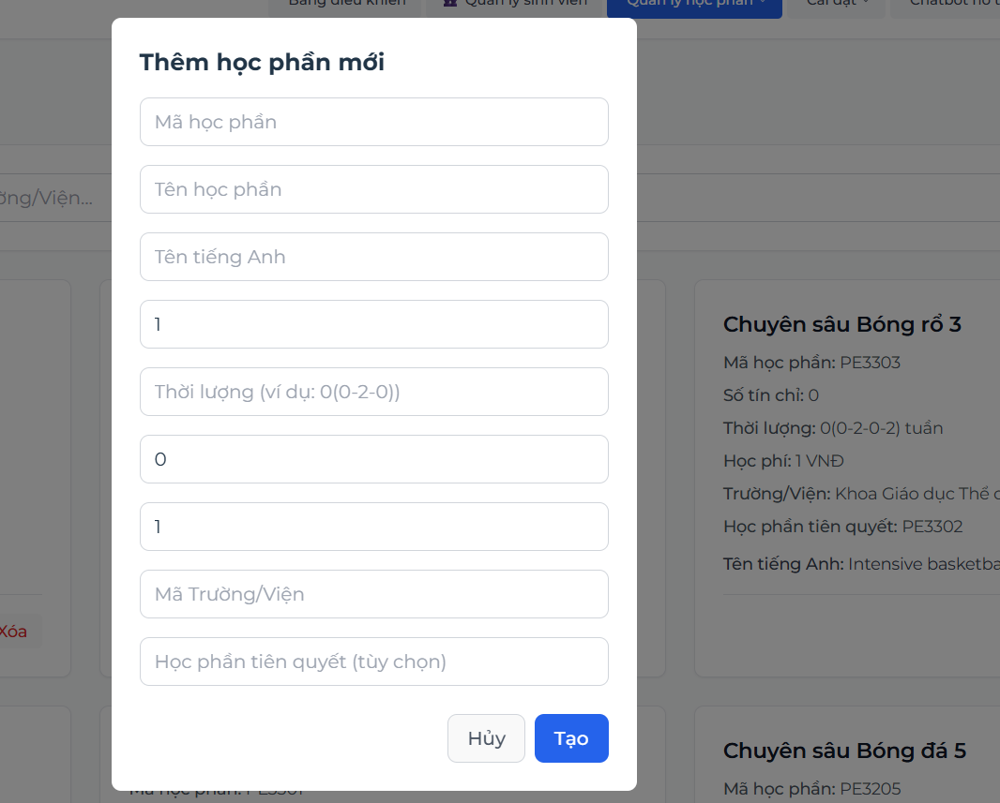 Bảng điều khiển
Quản lý sinh viên
Quản lý học phần
Cài đặt
Chatbot hỗ
Thêm học phần mới
Mã học phần
Tên học phần
Tên tiếng Anh
1
Thời lượng (ví dụ: 0(0-2-0))
0
1
Mã Trường/Viện
Học phần tiên quyết (tùy chọn)
Hủy
Tạo
ờng/Viện...
Xóa
Chuyên sâu Bóng rổ 3
Mã học phần: PE3303
Số tín chỉ: 0
Thời lượng: 0(0-2-0-2) tuần
Học phí: 1 VNĐ
Trường/Viện: Khoa Giáo dục Thể c
Học phần tiên quyết: PE3302
Tên tiếng Anh: Intensive basketba
Chuyên sâu Bóng đá 5
Mã học phần: PE3205
Mã học phần: PE3301